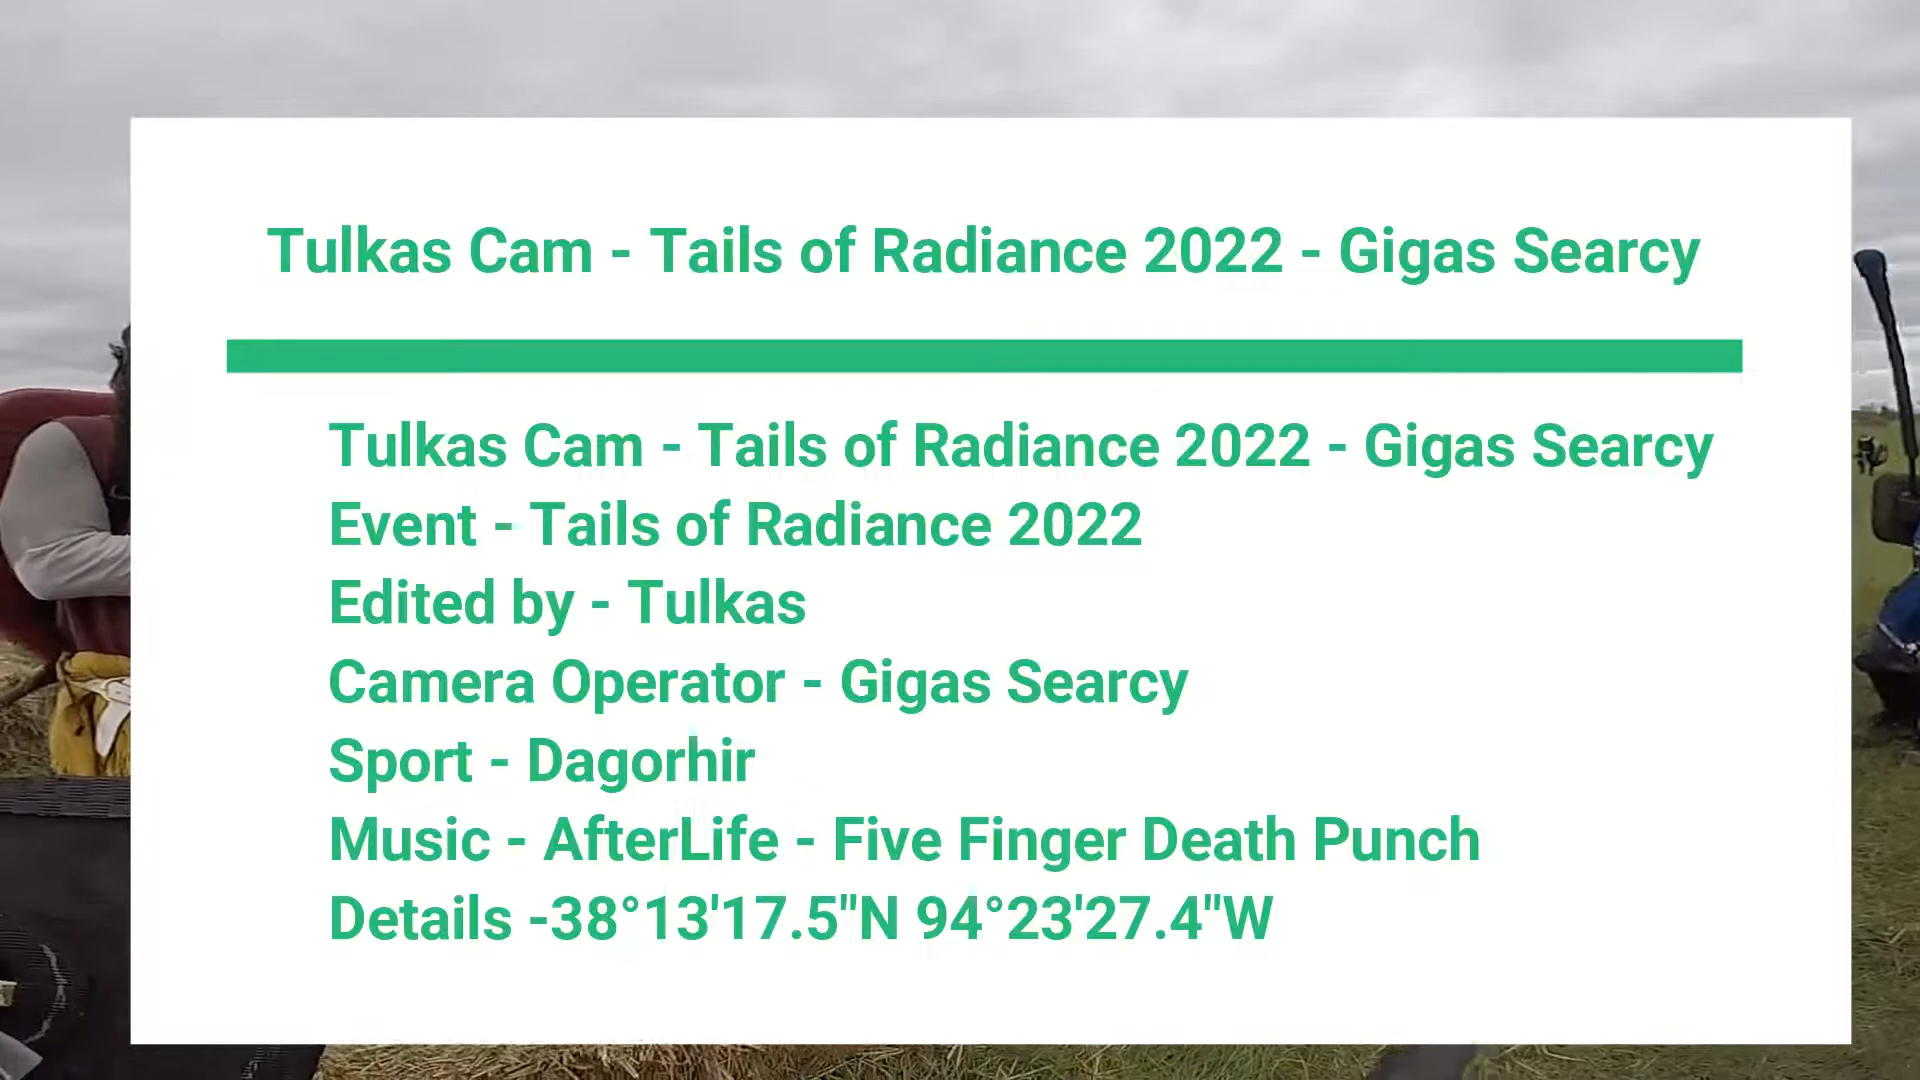 Tulkas Cam - Tails of Radiance 2022 - Gigas Searcy
Tulkas Cam - Tails of Radiance 2022 - Gigas Searcy
Event - Tails of Radiance 2022
Edited by - Tulkas
Camera Operator - Gigas Searcy
Sport - Dagorhir
Music - AfterLife - Five Finger Death Punch
Details -38°13'17.5"N 94°23'27.4"W